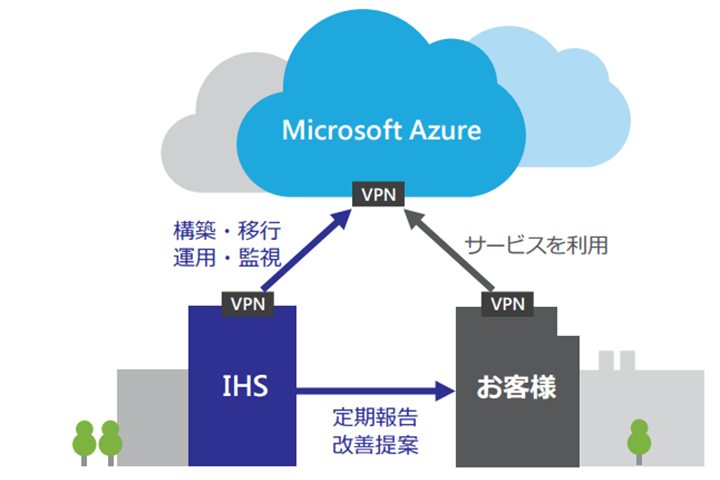 Microsoft Azure
VPN
構築・移行
運用・監視
サービスを利用
VPN
VPN
IHS
お客様
定期報告
改善提案